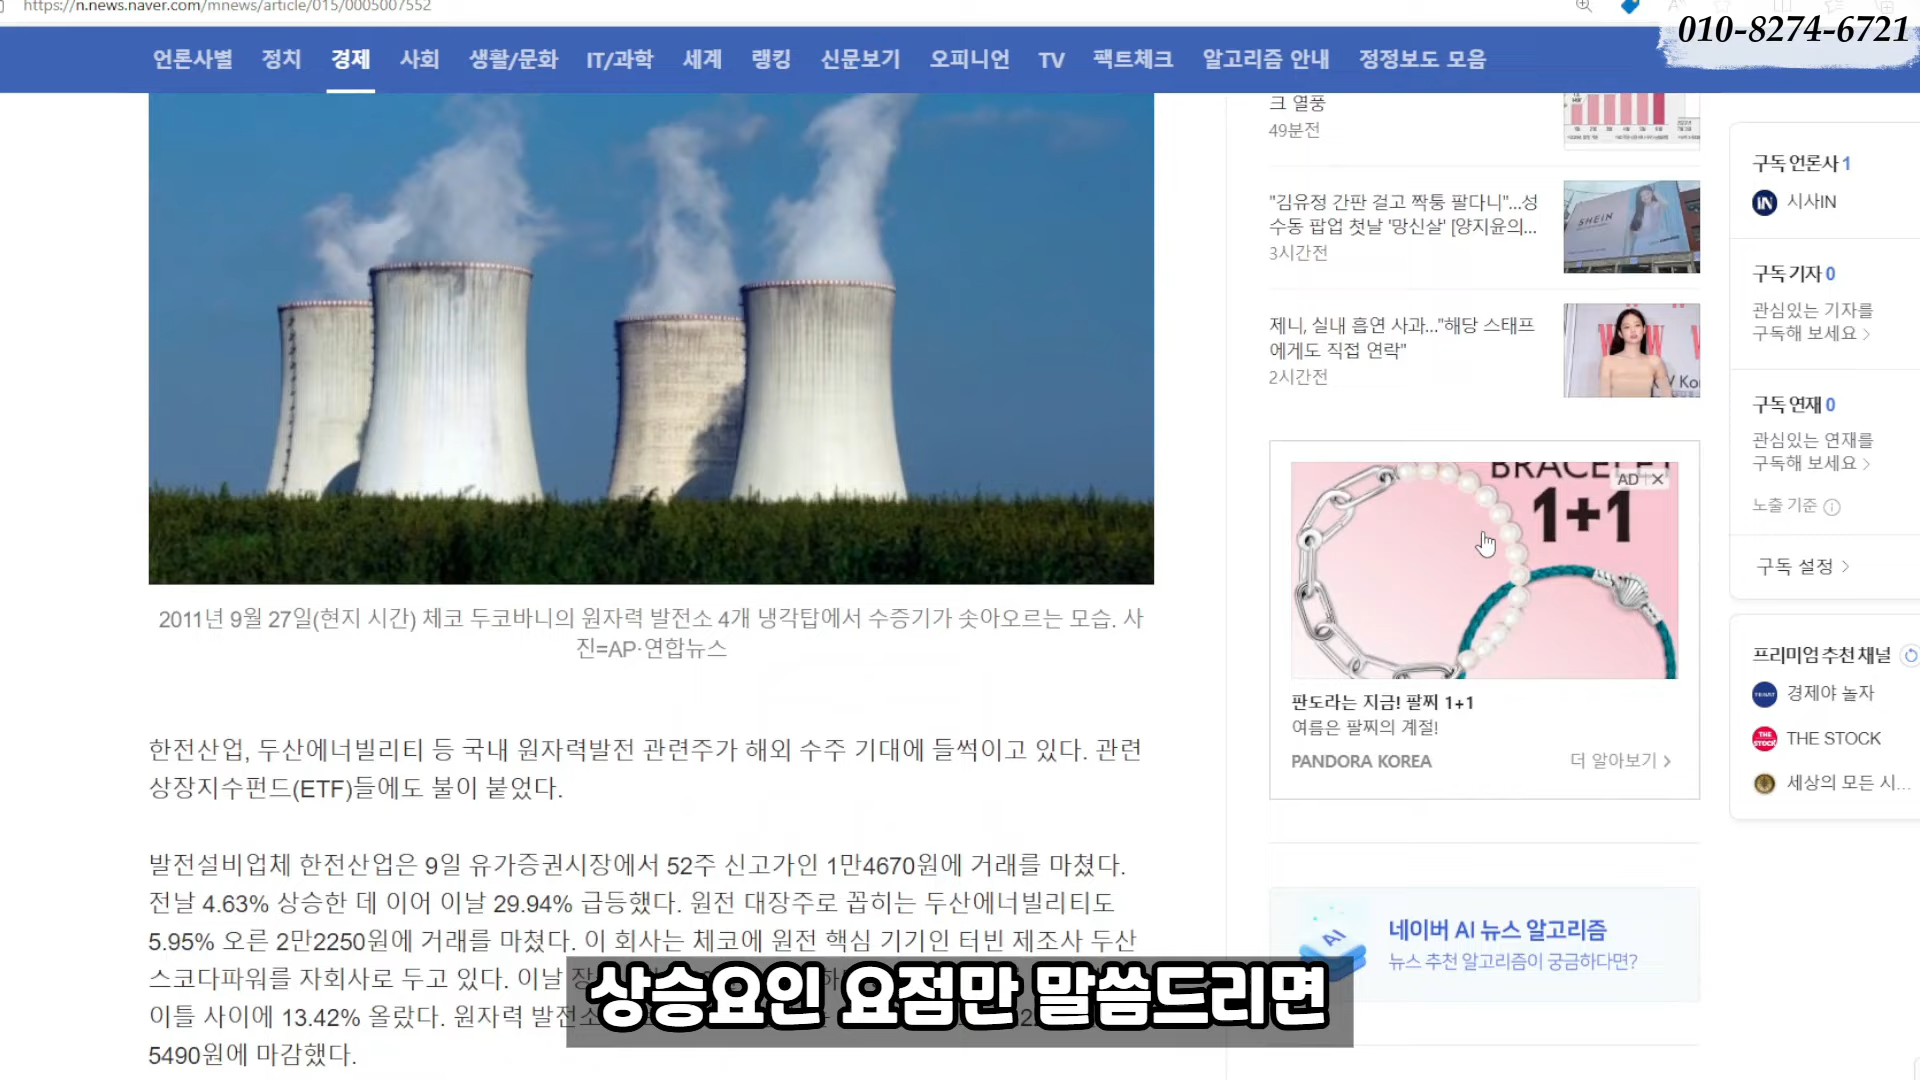 https://n.news.naver.com/mnews/article/015/0005007552
010-8274-6721
언론사별 정치 경제 사회 생활/문화 IT/과학 세계 랭킹 신문보기 오피니언 TV 팩트체크 알고리즘 안내 정정보도 모음
2011년 9월 27일(현지 시간) 체코 두코바니의 원자력 발전소 4개 냉각탑에서 수증기가 솟아오르는 모습. 사
진=AP·연합뉴스
한전산업, 두산에너빌리티 등 국내 원자력발전 관련주가 해외 수주 기대에 들썩이고 있다. 관련
상장지수펀드(ETF)들에도 불이 붙었다.
발전설비업체 한전산업은 9일 유가증권시장에서 52주 신고가인 1만4670원에 거래를 마쳤다.
전날 4.63% 상승한 데 이어 이날 29.94% 급등했다. 원전 대장주로 꼽히는 두산에너빌리티도
5.95% 오른 2만2250원에 거래를 마쳤다. 이 회사는 체코에 원전 핵심 기기인 터빈 제조사 두산
스코다파워를 자회사로 두고 있다. 이날 장
이틀 사이에 13.42% 올랐다. 원자력 발전소
5490원에 마감했다.
상승요인 요점만 말씀드리면
크 열풍
49분전
"김유정 간판 걸고 짝퉁 팔다니"...성
수동 팝업 첫날 '망신살' [양지윤의...
3시간전
SHEIN
제니, 실내 흡연 사과..."해당 스태프
에게도 직접 연락"
2시간전
W W
W Ko
BRACELET
AD
1+1
판도라는 지금! 팔찌 1+1
여름은 팔찌의 계절!
PANDORA KOREA
더 알아보기 >
AI
네이버 AI 뉴스 알고리즘
뉴스 추천 알고리즘이 궁금하다면?
구독 언론사 1
IN 시사IN
구독 기자 0
관심있는 기자를
구독해 보세요 >
구독 연재 0
관심있는 연재를
구독해 보세요 >
노출 기준
구독 설정 >
프리미엄 추천 채널
경제야 놀자
THE STOCK THE STOCK
세상의 모든 시...